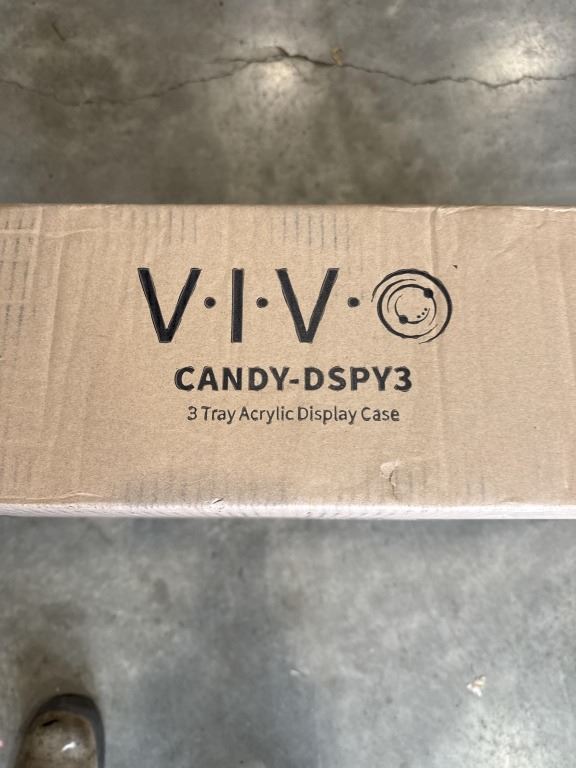 V·I·V·O
CANDY-DSPY3
3 Tray Acrylic Display Case